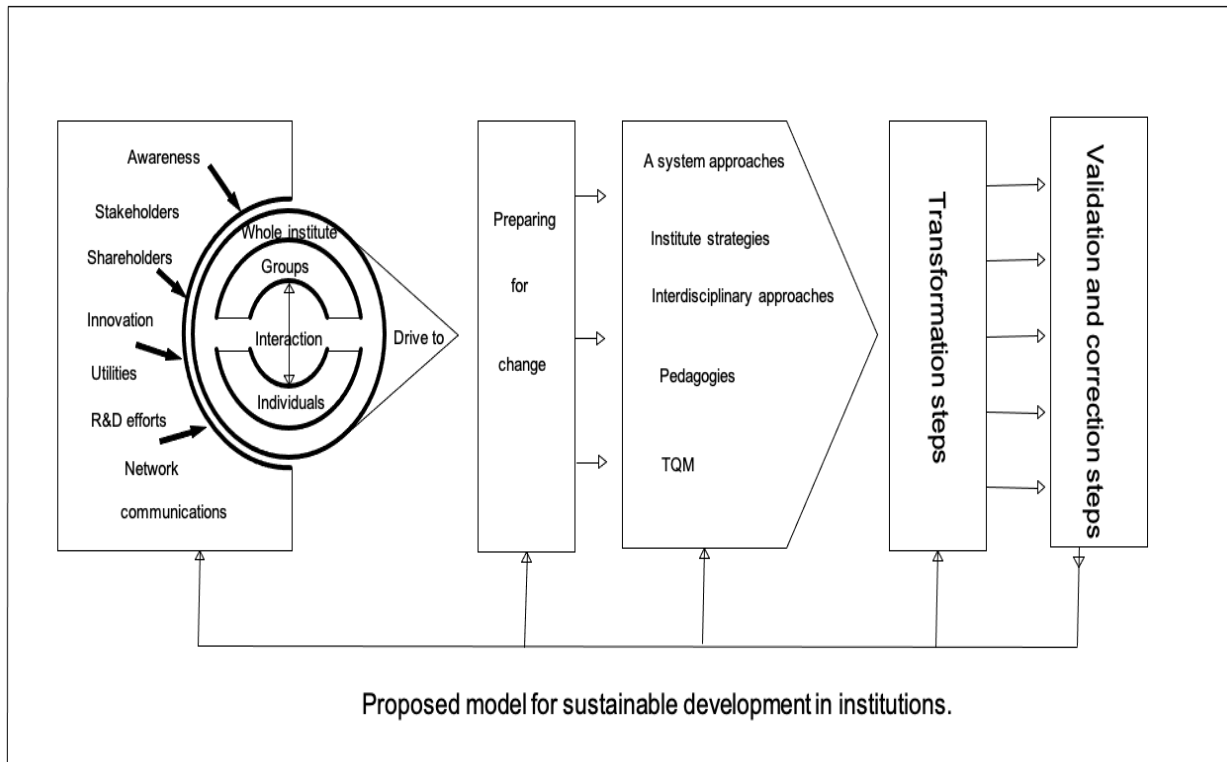 Awareness
Stakeholders
Shareholders
Innovation
Utilities
R&D efforts
Network
communications
Whole institute
Groups
Interaction
Individuals
Drive to
Preparing
for
change
A system approaches
Institute strategies
Interdisciplinary approaches
Pedagogies
TQM
Transformation steps
Validation and correction steps
Proposed model for sustainable development in institutions.